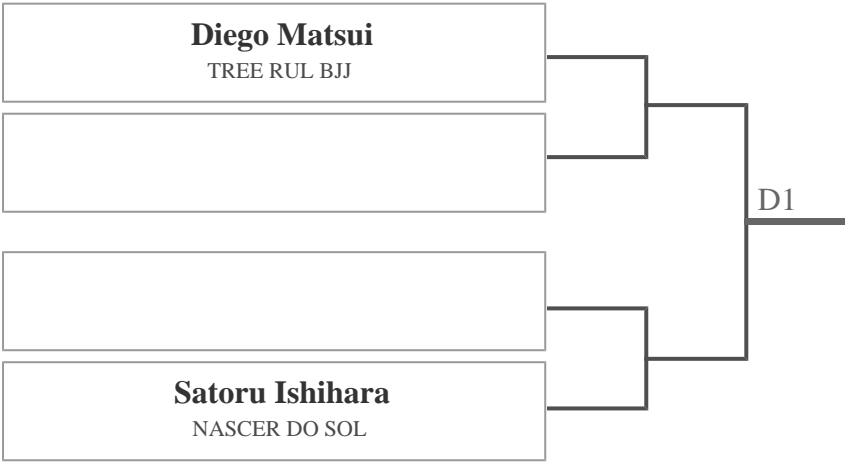 Diego Matsui
TREE RUL BJJ
D1
Satoru Ishihara
NASCER DO SOL